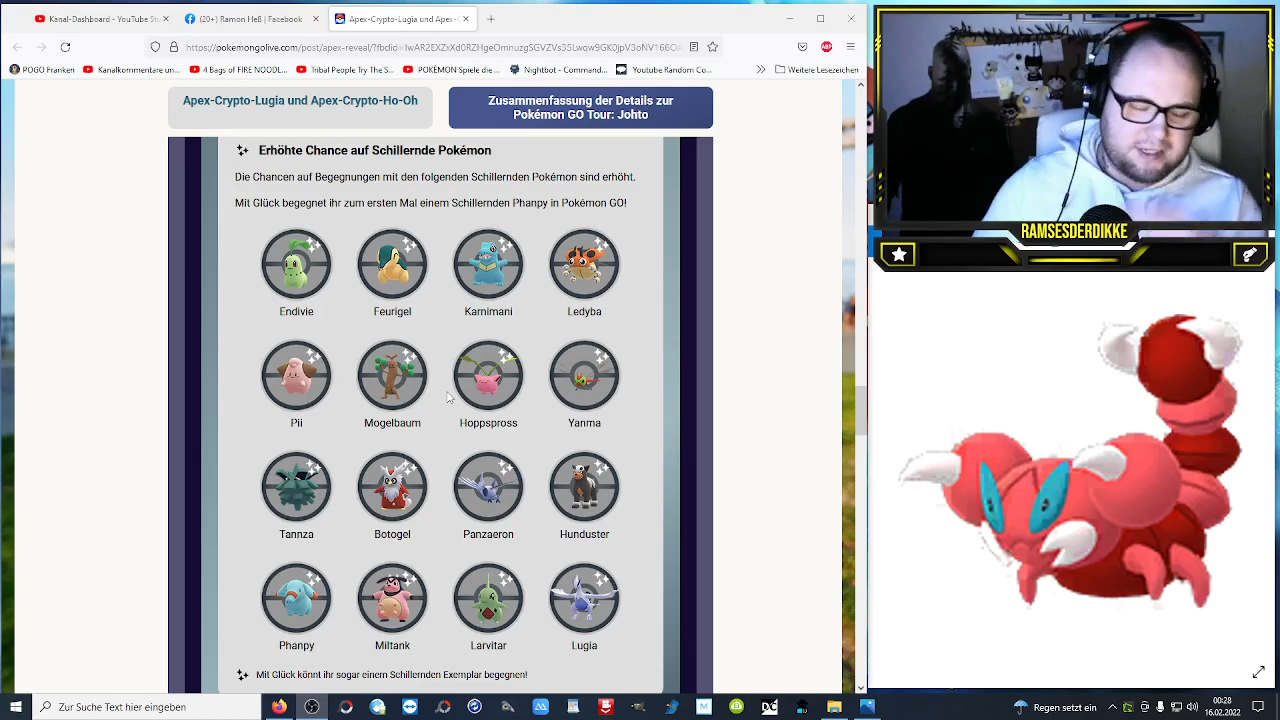 Kanal-Dashboard - YouTube Stu
(20+) Ramon Heß | Facebook
Apex-Crypto-Lugia und Apex-C
https://pokemongolive.com
POGO Franken
Kanalkommentare un...
4 Bags of FIRE NOODL...
Tribal People Try The S...
POKÉMON Spiele de ...
Nightbot - Comman...
Youtube Random Co...
Weitere Lesezeichen
Apex-Crypto-Lugia und Apex-Crypto-Ho-Oh
Zusammenfassung der Details zur
Pokémon GO Tour: Johto
Erhöhte Chance auf Schillernde Pokémon
Die Chancen auf Begegnungen mit den folgenden Schillernden Pokémon sind erhöht.
Mit Glück begegnet ihr zum ersten Mal einem Schillernden Phanpy in Pokémon GO!
Endivie
Feurigel
Karnimani
Ledyba
Pii
Mogelbaum
Hoppspross
Yanma
Tannza
Botogel
Panzaeron
Hunduster
Phanpy
Miltank
Larvitar
Lugia
Mit Glück könnt ihr sogar einem Schillernden Exemplar begegnen!
RAMSESDERDIKKE
Zur Suche Text hier eingeben
Regen setzt ein
00:28
16.02.2022